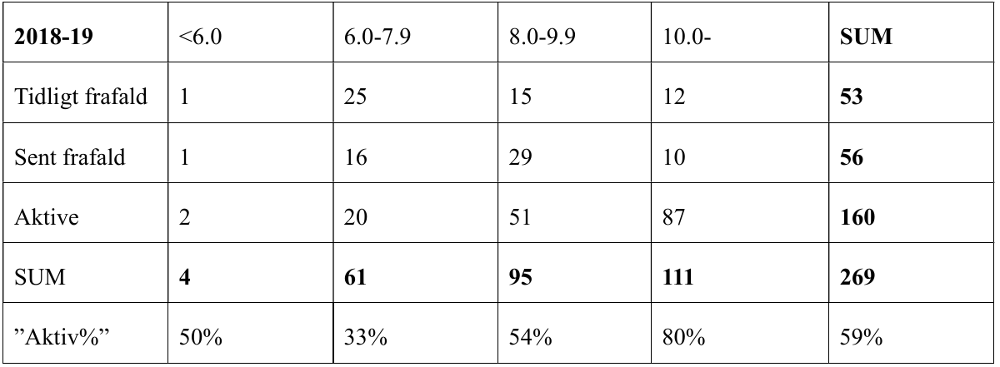 2018-19 <6.0 6.0-7.9 8.0-9.9 10.0- SUM
Tidligt frafald 1 25 15 12 53
Sent frafald 1 16 29 10 56
Aktive 2 20 51 87 160
SUM 4 61 95 111 269
”Aktiv%” 50% 33% 54% 80% 59%